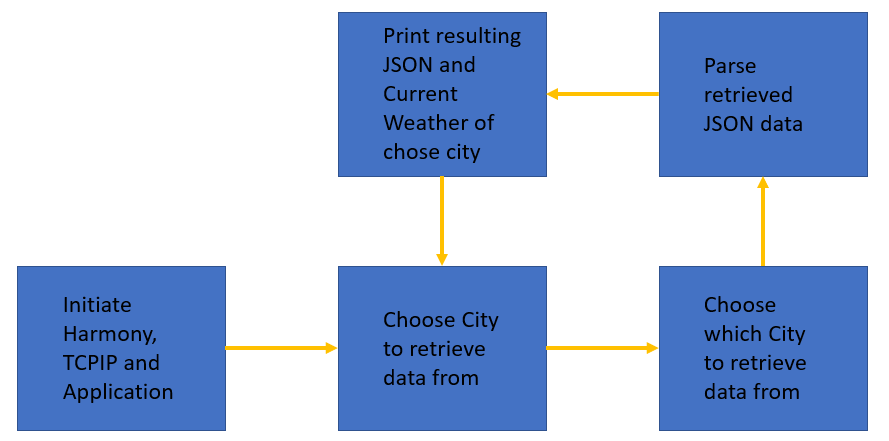 Print resulting
JSON and
Current
Weather of
chose city
Parse
retrieved
JSON data
Initiate
Harmony,
TCPIP and
Application
Choose City
to retrieve
data from
Choose
which City
to retrieve
data from